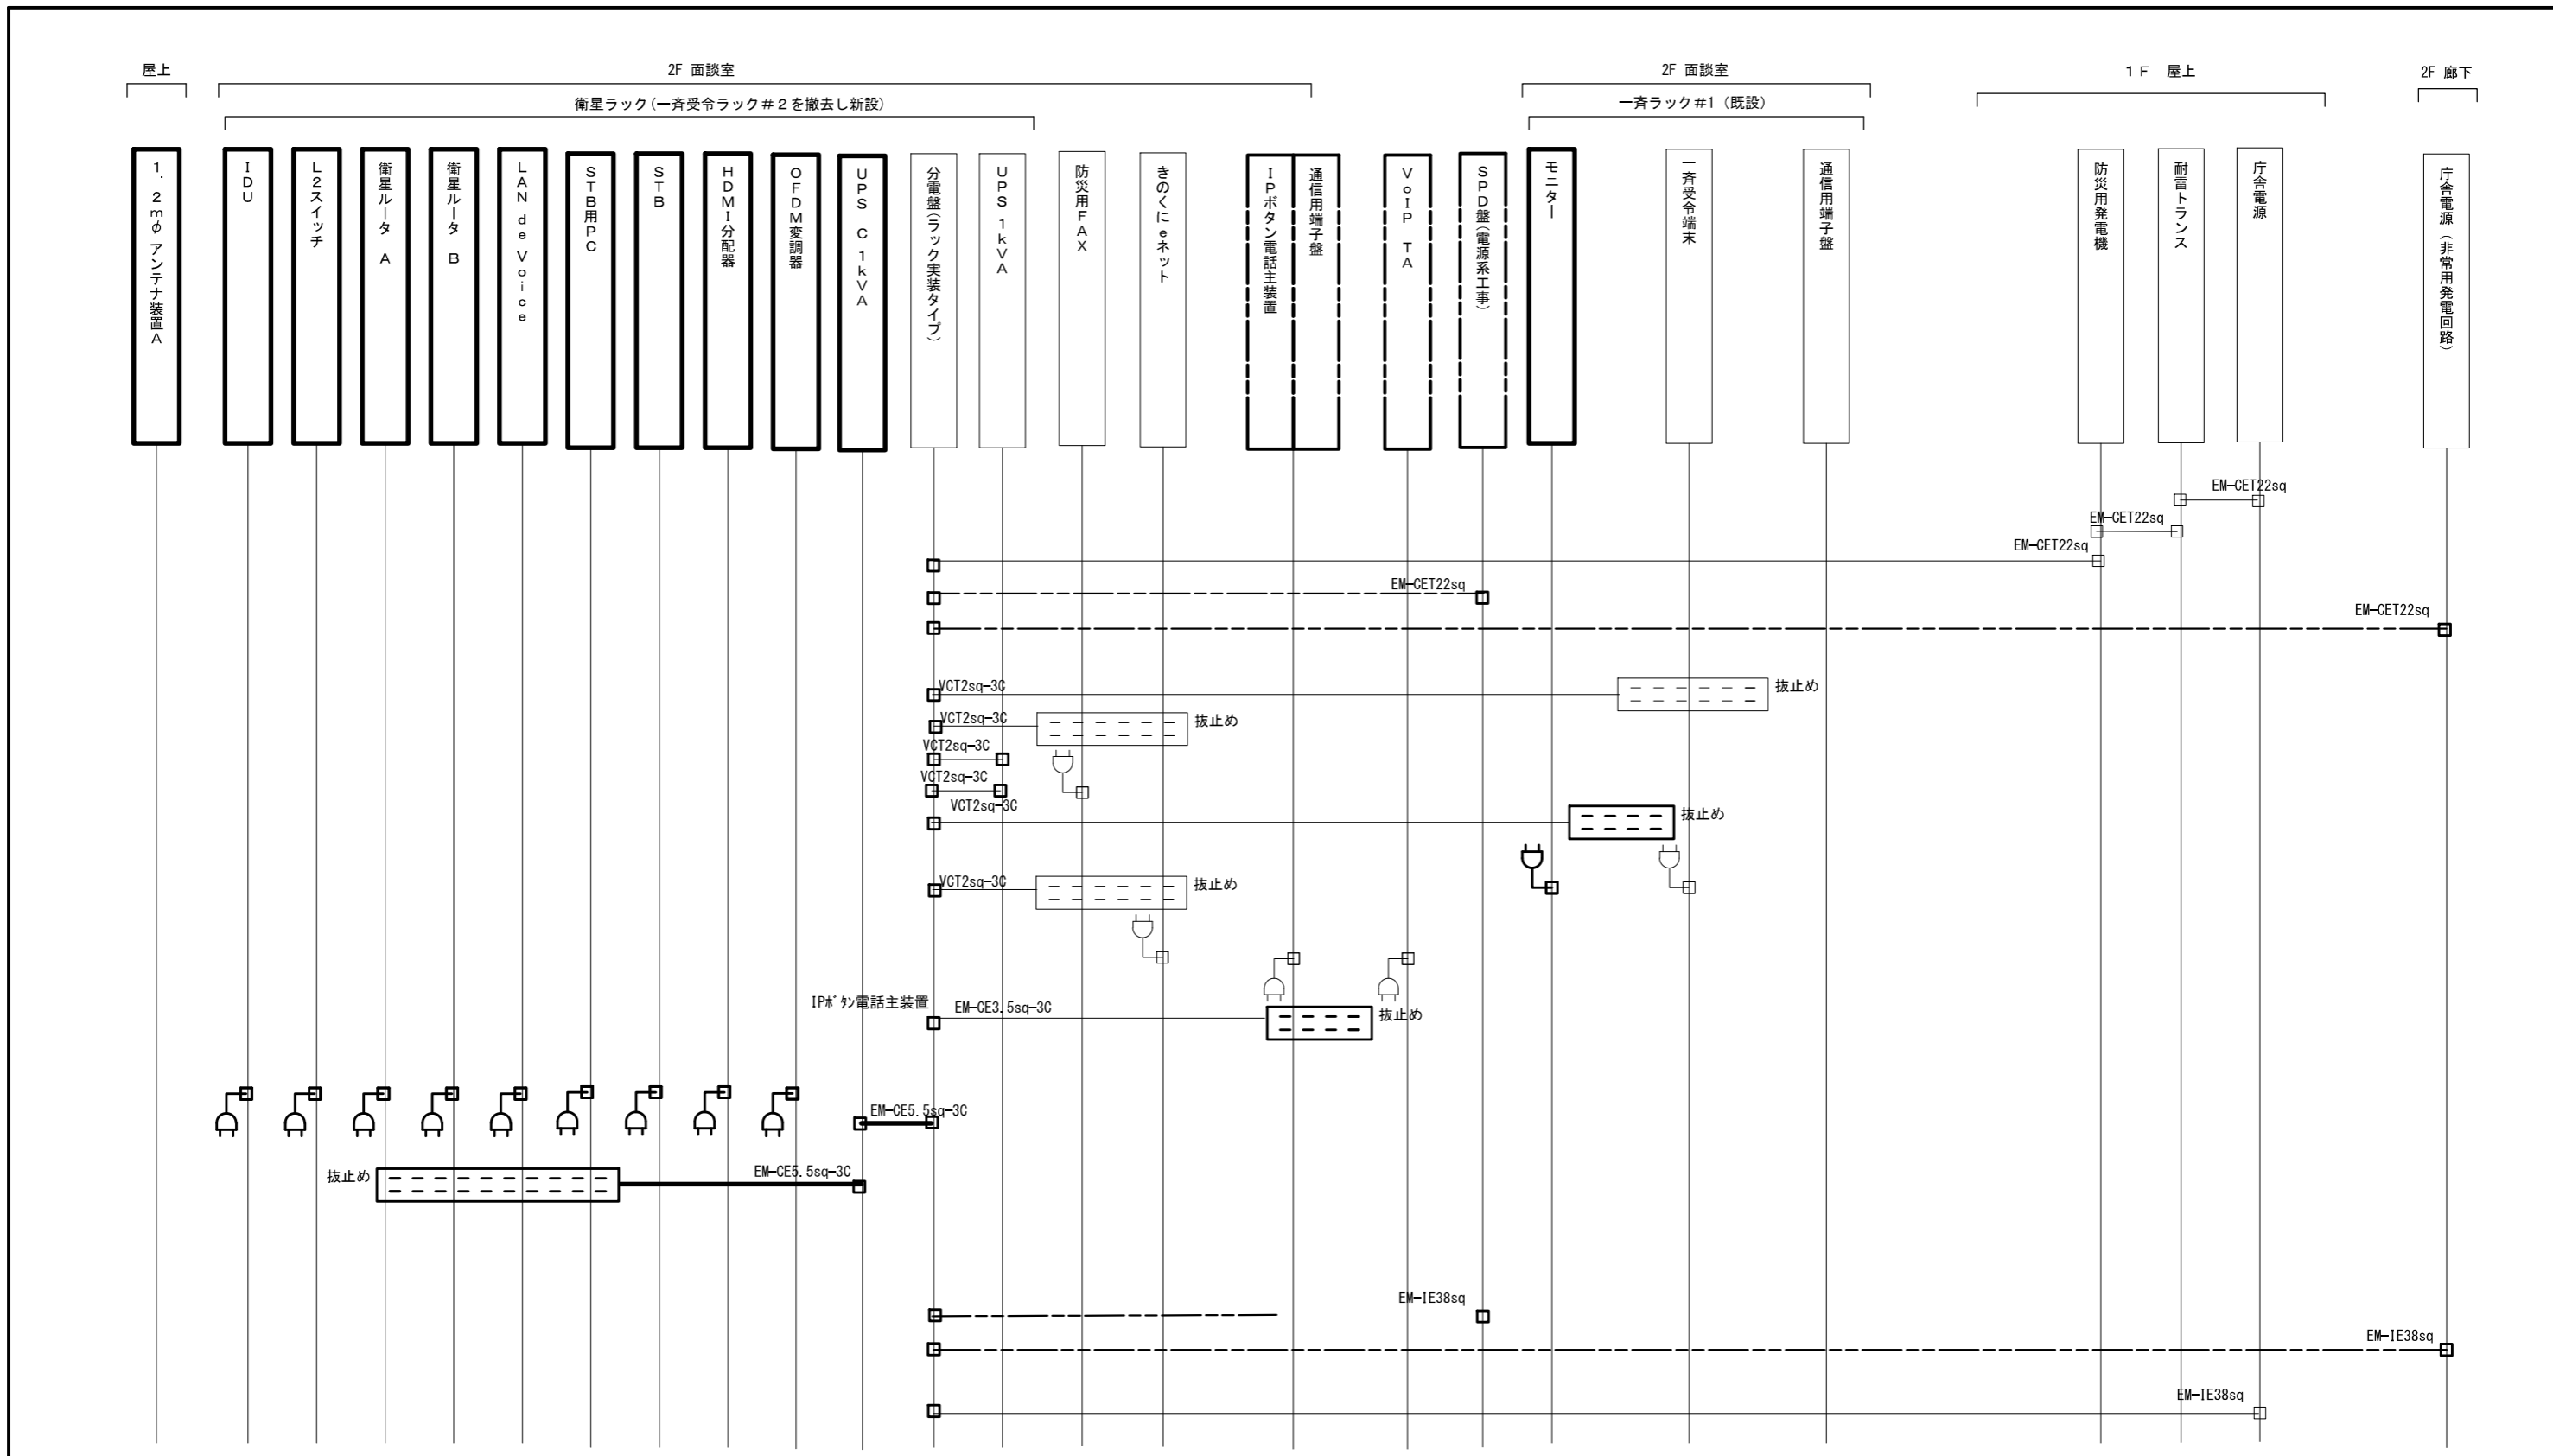 屋上
2F 面談室
2F 面談室
１Ｆ　屋上
2F 廊下
衛星ラック(一斉受令ラック＃２を撤去し新設)
一斉ラック＃1（既設）
１．２ｍφ アンテナ装置Ａ
ＩＤＵ
Ｌ２スイッチ
衛星ルータ　Ａ
衛星ルータ　Ｂ
ＬＡＮ de Voice
ＳＴＢ用ＰＣ
ＳＴＢ
ＨＤＭＩ分配器
ＯＦＤＭ変調器
ＵＰＳ　Ｃ　１ｋＶＡ
分電盤(ラック実装タイプ)
ＵＰＳ １ｋＶＡ
防災用ＦＡＸ
きのくにｅネット
ＩＰボタン電話主装置
通信用端子盤
ＶｏＩＰ　ＴＡ
ＳＰＤ盤(電源系工事)
モニター
一斉受令端末
通信用端子盤
防災用発電機
耐雷トランス
庁舎電源
庁舎電源（非常用発電回路）
EM-CET22sq
EM-CET22sq
EM-CET22sq
EM-CET22sq
EM-CET22sq
VCT2sq-3C
抜止め
VCT2sq-3C
抜止め
VCT2sq-3C
VCT2sq-3C
VCT2sq-3C
抜止め
VCT2sq-3C
抜止め
IPﾎﾞﾀﾝ電話主装置
EM-CE3.5sq-3C
抜止め
EM-CE5.5sq-3C
抜止め
EM-CE5.5sq-3C
EM-IE38sq
EM-IE38sq
EM-IE38sq